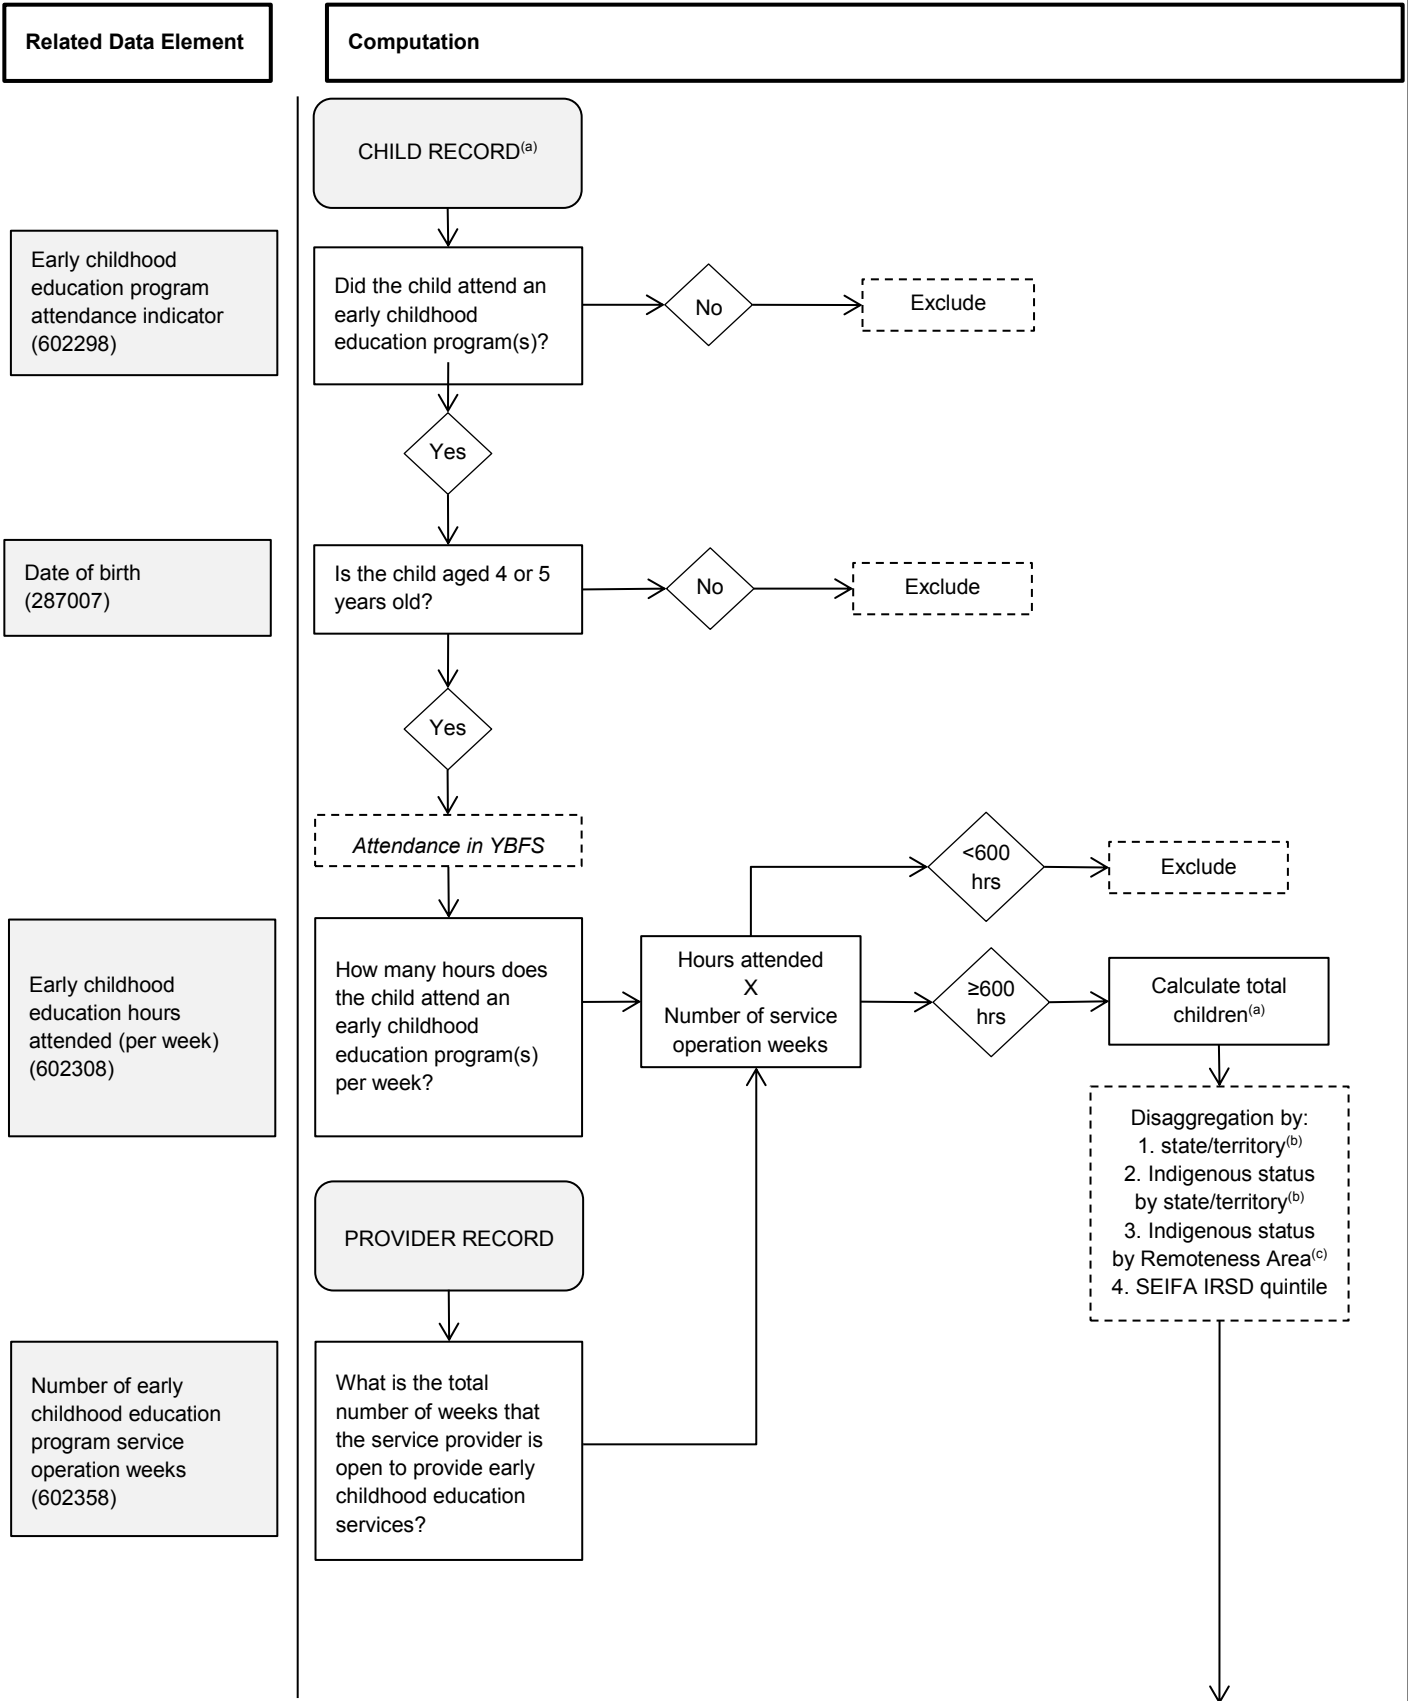 Related Data Element
Computation
CHILD RECORD(a)
Early childhood
education program
attendance indicator
(602298)
Did the child attend an
early childhood
education program(s)?
No
Exclude
Yes
Date of birth
(287007)
Is the child aged 4 or 5
years old?
No
Exclude
Yes
Attendance in YBFS
<600
hrs
Exclude
Early childhood
education hours
attended (per week)
(602308)
How many hours does
the child attend an
early childhood
education program(s)
per week?
Hours attended
X
Number of service
operation weeks
≥600
hrs
Calculate total
children(a)
Disaggregation by:
1. state/territory(b)
2. Indigenous status
by state/territory(b)
3. Indigenous status
by Remoteness Area(c)
4. SEIFA IRSD quintile
PROVIDER RECORD
Number of early
childhood education
program service
operation weeks
(602358)
What is the total
number of weeks that
the service provider is
open to provide early
childhood education
services?